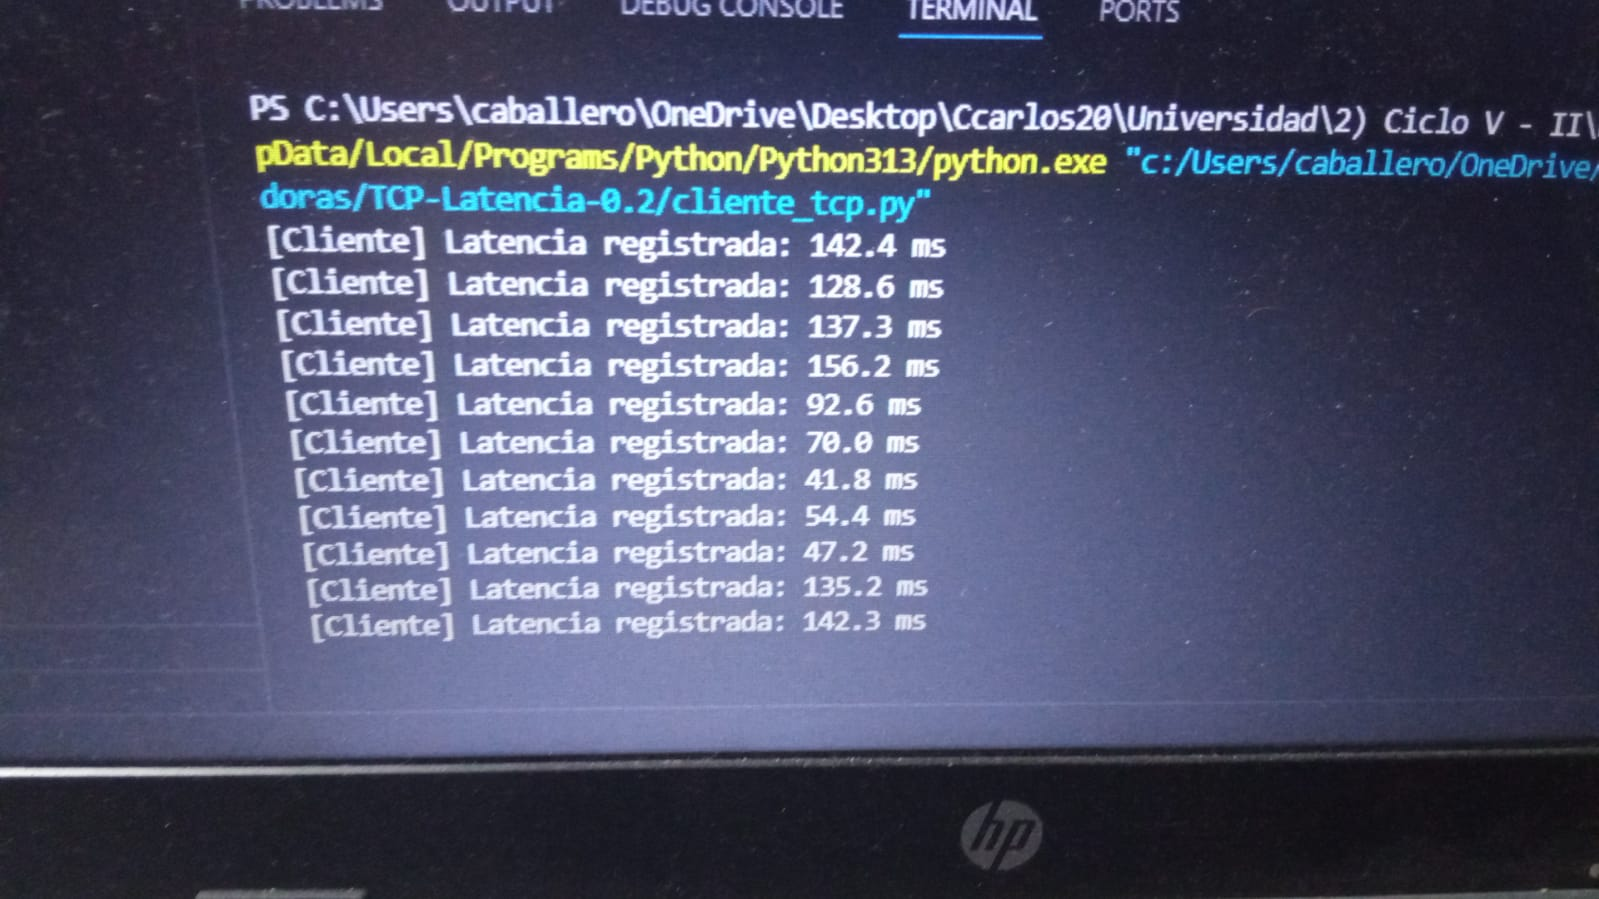 PROBLEMS OUTPUT DEBUG CONSOLE TERMINAL PORTS
PS C:\Users\caballero\OneDrive\Desktop\Ccarlos20\Universidad\2) Ciclo V - II\
pData/Local/Programs/Python/Python313/python.exe "c:/Users/caballero/OneDrive/
doras/TCP-Latencia-0.2/cliente_tcp.py"
[Cliente] Latencia registrada: 142.4 ms
[Cliente] Latencia registrada: 128.6 ms
[Cliente] Latencia registrada: 137.3 ms
[Cliente] Latencia registrada: 156.2 ms
[Cliente] Latencia registrada: 92.6 ms
[Cliente] Latencia registrada: 70.0 ms
[Cliente] Latencia registrada: 41.8 ms
[Cliente] Latencia registrada: 54.4 ms
[Cliente] Latencia registrada: 47.2 ms
[Cliente] Latencia registrada: 135.2 ms
[Cliente] Latencia registrada: 142.3 ms
hp